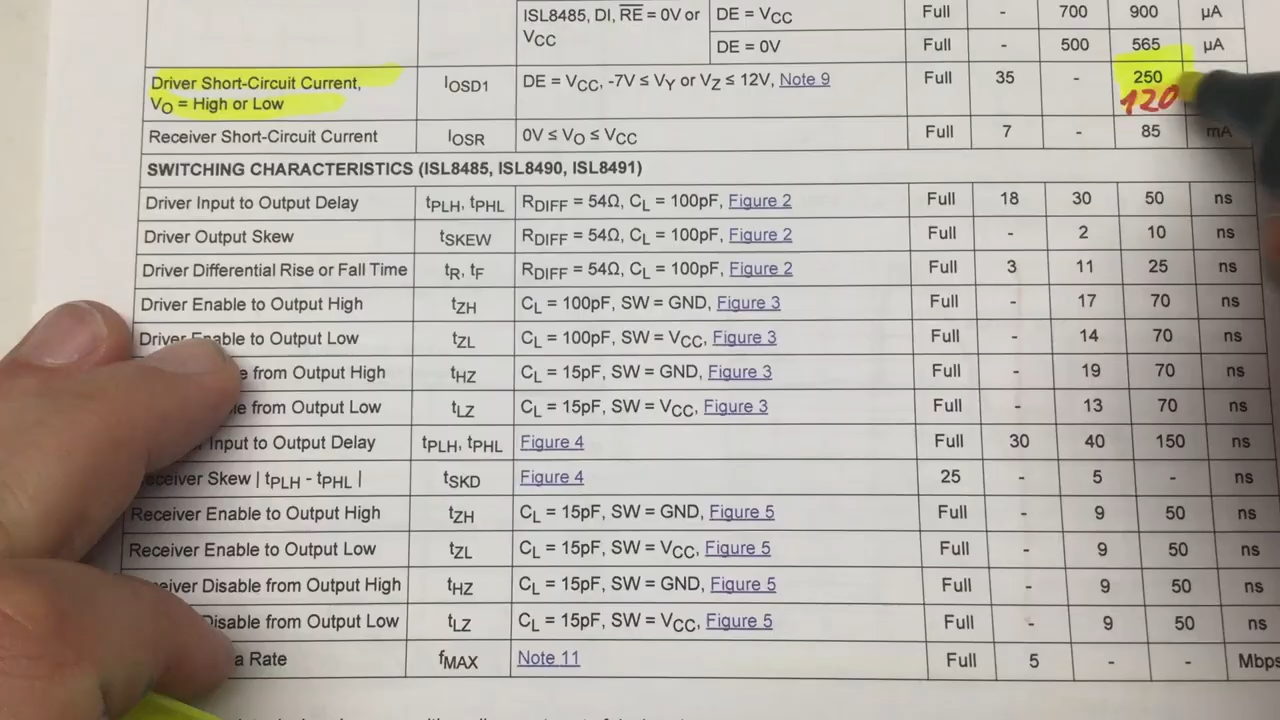 ISL8485, DI, RE = 0V or VCC DE = VCC Full - 700 900 µA
DE = 0V Full - 500 565 µA
Driver Short-Circuit Current, VO = High or Low IOSD1 DE = VCC, -7V ≤ VY or VZ ≤ 12V, Note 9 Full 35 - 250
120
Receiver Short-Circuit Current IOSR 0V ≤ VO ≤ VCC Full 7 - 85 mA
SWITCHING CHARACTERISTICS (ISL8485, ISL8490, ISL8491)
Driver Input to Output Delay tPLH, tPHL RDIFF = 54Ω, CL = 100pF, Figure 2 Full 18 30 50 ns
Driver Output Skew tSKEW RDIFF = 54Ω, CL = 100pF, Figure 2 Full - 2 10 ns
Driver Differential Rise or Fall Time tR, tF RDIFF = 54Ω, CL = 100pF, Figure 2 Full 3 11 25 ns
Driver Enable to Output High tZH CL = 100pF, SW = GND, Figure 3 Full - 17 70 ns
Driver Enable to Output Low tZL CL = 100pF, SW = VCC, Figure 3 Full - 14 70 ns
from Output High tHZ CL = 15pF, SW = GND, Figure 3 Full - 19 70 ns
from Output Low tLZ CL = 15pF, SW = VCC, Figure 3 Full - 13 70 ns
Input to Output Delay tPLH, tPHL Figure 4 Full 30 40 150 ns
Receiver Skew | tPLH - tPHL | tSKD Figure 4 25 - 5 - ns
Receiver Enable to Output High tZH CL = 15pF, SW = GND, Figure 5 Full - 9 50 ns
Receiver Enable to Output Low tZL CL = 15pF, SW = VCC, Figure 5 Full - 9 50 ns
Receiver Disable from Output High tHZ CL = 15pF, SW = GND, Figure 5 Full - 9 50 ns
Disable from Output Low tLZ CL = 15pF, SW = VCC, Figure 5 Full - 9 50 ns
Rate fMAX Note 11 Full 5 - - Mbps